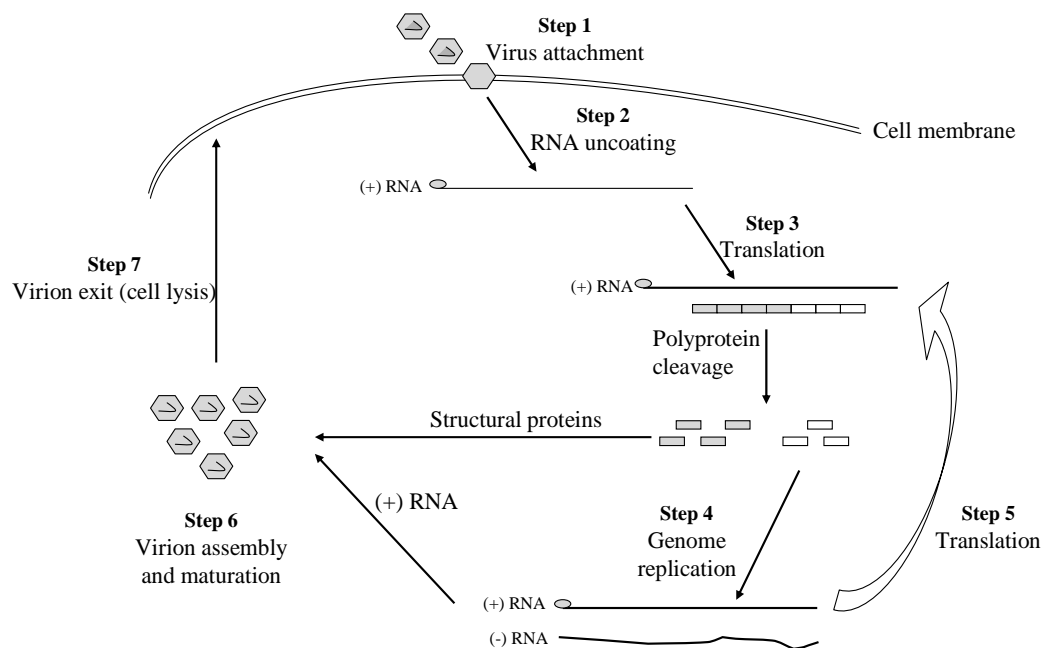 Step 1
Virus attachment
Step 2
RNA uncoating
Cell membrane
(+) RNA
Step 3
Translation
Step 7
Virion exit (cell lysis)
(+) RNA
Polyprotein
cleavage
Structural proteins
(+) RNA
Step 4
Genome
replication
Step 5
Translation
Step 6
Virion assembly
and maturation
(+) RNA
(-) RNA